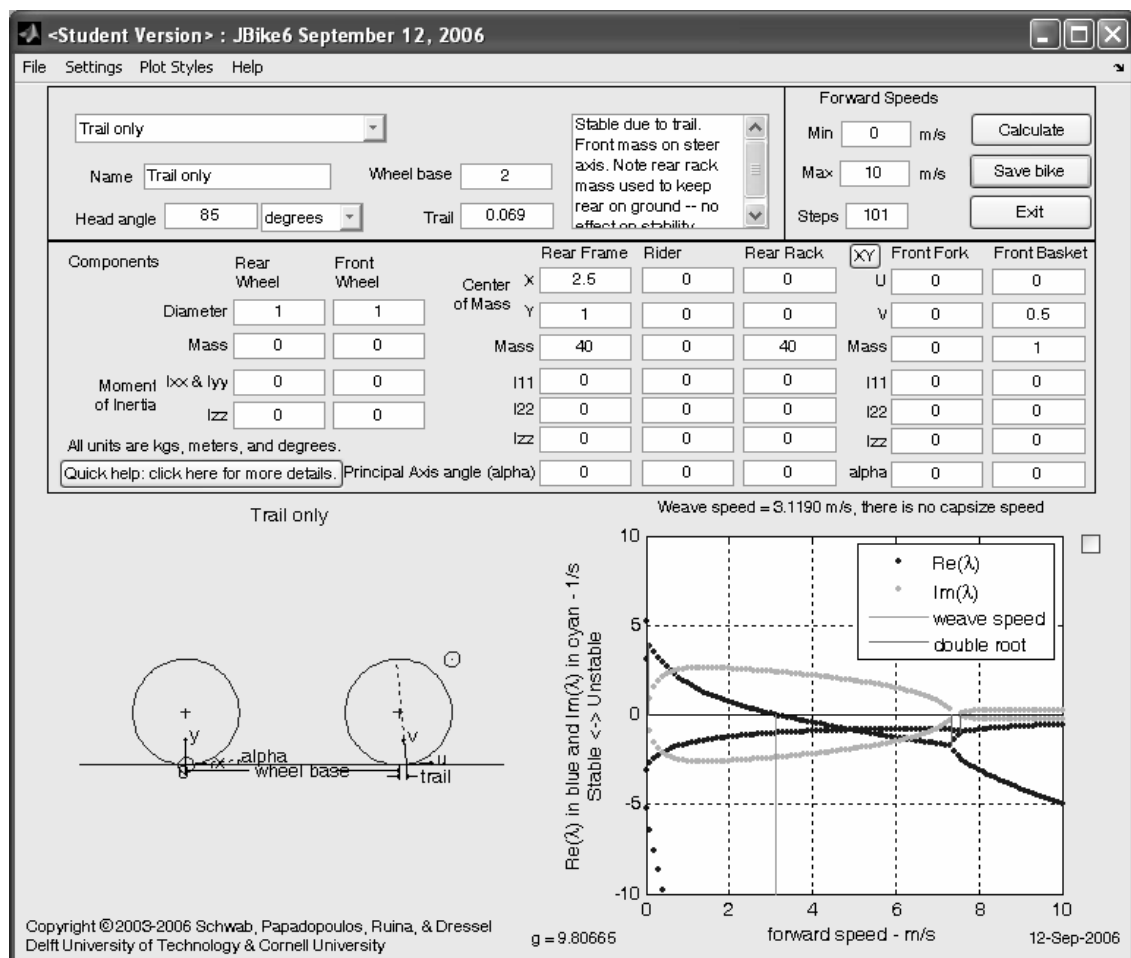 <Student Version> : JBike6 September 12, 2006
File Settings Plot Styles Help
Trail only
Name Trail only
Wheel base 2
Head angle 85 degrees
Trail 0.069
Stable due to trail.
Front mass on steer
axis. Note rear rack
mass used to keep
rear on ground -- no
effect on stability
Forward Speeds
Min 0 m/s
Max 10 m/s
Steps 101
Calculate
Save bike
Exit
Components Rear Wheel Front Wheel
Diameter 1 1
Mass 0 0
Moment of Inertia
Ixx & Iyy 0 0
Izz 0 0
All units are kgs, meters, and degrees.
Quick help: click here for more details.
Rear Frame Rider Rear Rack XY Front Fork Front Basket
Center of Mass
X 2.5 0 0 U 0 0
Y 1 0 0 V 0 0.5
Mass 40 0 40 Mass 0 1
I11 0 0 0 I11 0 0
I22 0 0 0 I22 0 0
Izz 0 0 0 Izz 0 0
Principal Axis angle (alpha) 0 0 0 alpha 0 0
Trail only
y
x
alpha
wheel base
v
u
trail
Weave speed = 3.1190 m/s, there is no capsize speed
Re(λ) in blue and Im(λ) in cyan - 1/s
Stable <-> Unstable
10
5
0
-5
-10
Re(λ)
Im(λ)
weave speed
double root
0 2 4 6 8 10
forward speed - m/s
Copyright ©2003-2006 Schwab, Papadopoulos, Ruina, & Dressel
Delft University of Technology & Cornell University
g = 9.80665
12-Sep-2006